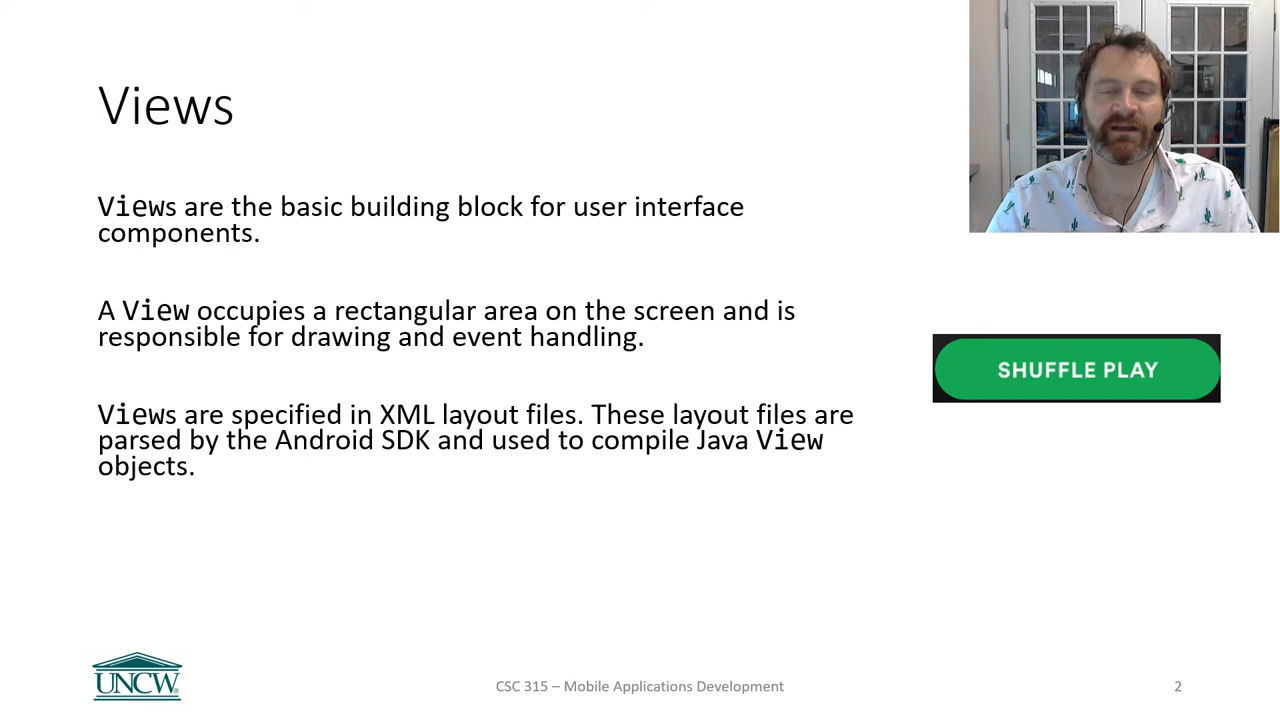 Views
Views are the basic building block for user interface
components.
A View occupies a rectangular area on the screen and is
responsible for drawing and event handling.
SHUFFLE PLAY
Views are specified in XML layout files. These layout files are
parsed by the Android SDK and used to compile Java View
objects.
UNCW
CSC 315 – Mobile Applications Development
2